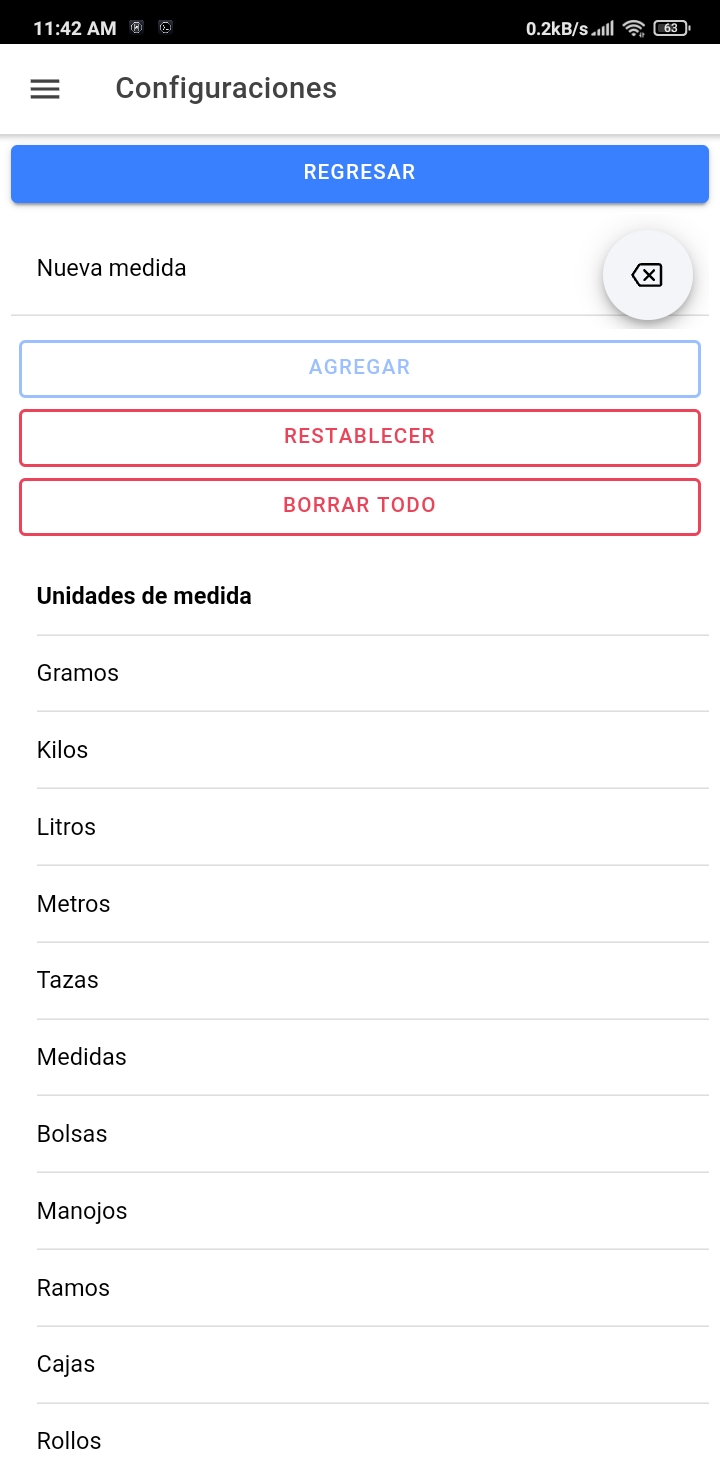 11:42 AM 0.2kB/s 63
Configuraciones
REGRESAR
Nueva medida
AGREGAR
RESTABLECER
BORRAR TODO
Unidades de medida
Gramos
Kilos
Litros
Metros
Tazas
Medidas
Bolsas
Manojos
Ramos
Cajas
Rollos